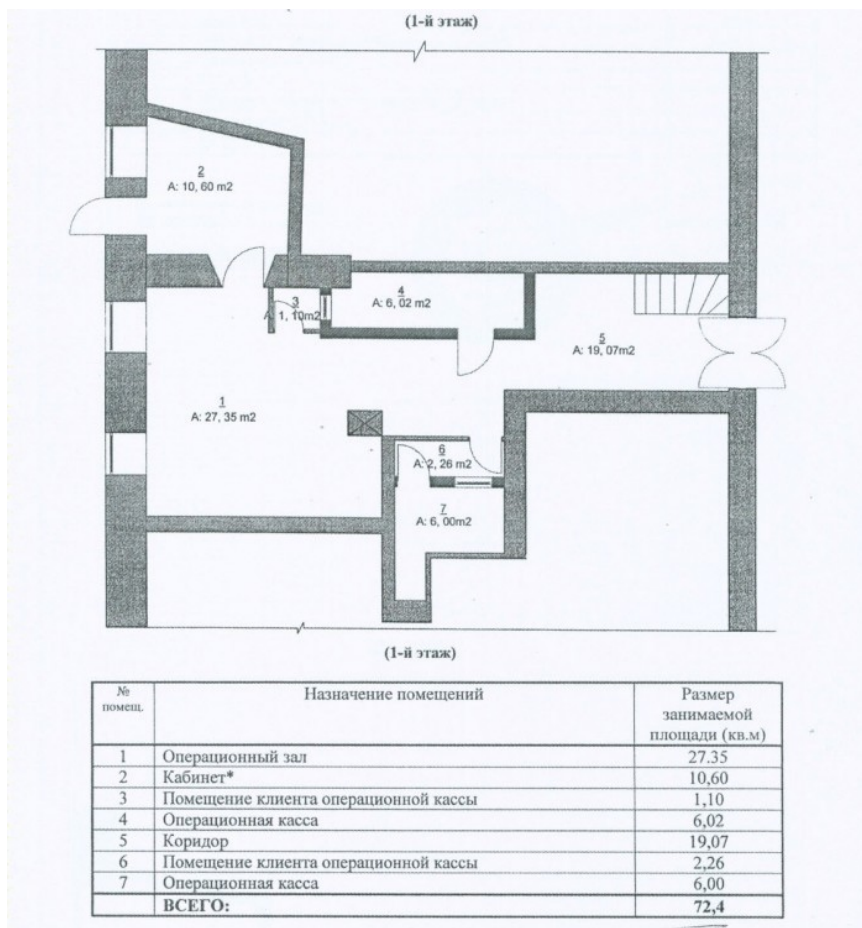 (1-й этаж)
2
А: 10, 60 m2
3
А: 1, 10m2
4
А: 6, 02 m2
5
А: 19, 07m2
1
А: 27, 35 m2
6
А: 2, 26 m2
7
А: 6, 00m2
(1-й этаж)
№ помещ. Назначение помещений Размер занимаемой площади (кв.м)
1 Операционный зал 27.35
2 Кабинет* 10,60
3 Помещение клиента операционной кассы 1,10
4 Операционная касса 6,02
5 Коридор 19,07
6 Помещение клиента операционной кассы 2,26
7 Операционная касса 6,00
ВСЕГО: 72,4